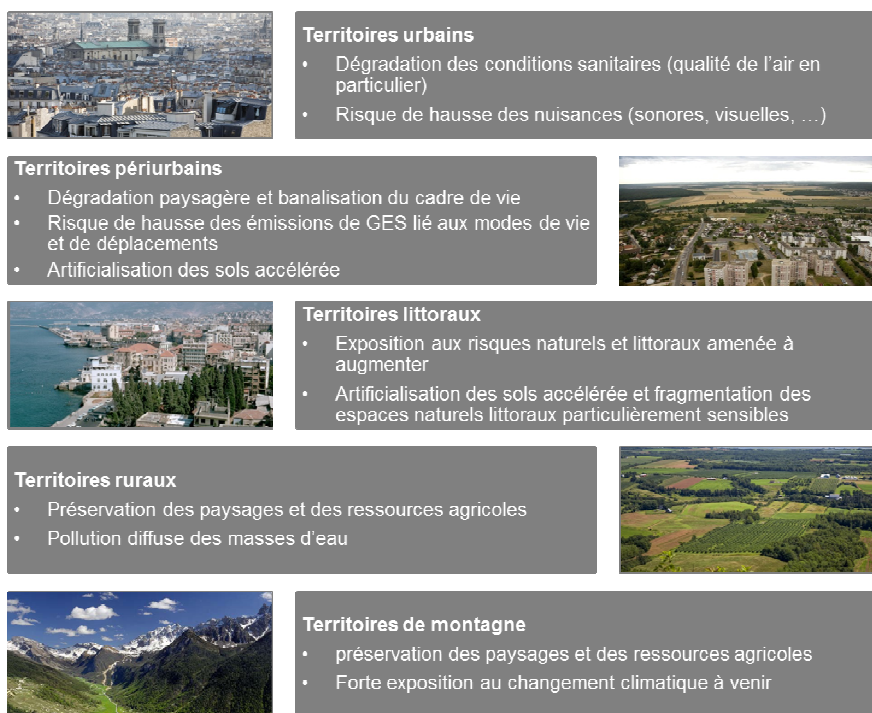 Territoires urbains
• Dégradation des conditions sanitaires (qualité de l'air en
particulier)
• Risque de hausse des nuisances (sonores, visuelles, …)
Territoires périurbains
• Dégradation paysagère et banalisation du cadre de vie
• Risque de hausse des émissions de GES lié aux modes de vie
et de déplacements
• Artificialisation des sols accélérée
Territoires littoraux
• Exposition aux risques naturels et littoraux amenée à
augmenter
• Artificialisation des sols accélérée et fragmentation des
espaces naturels littoraux particulièrement sensibles
Territoires ruraux
• Préservation des paysages et des ressources agricoles
• Pollution diffuse des masses d'eau
Territoires de montagne
• préservation des paysages et des ressources agricoles
• Forte exposition au changement climatique à venir